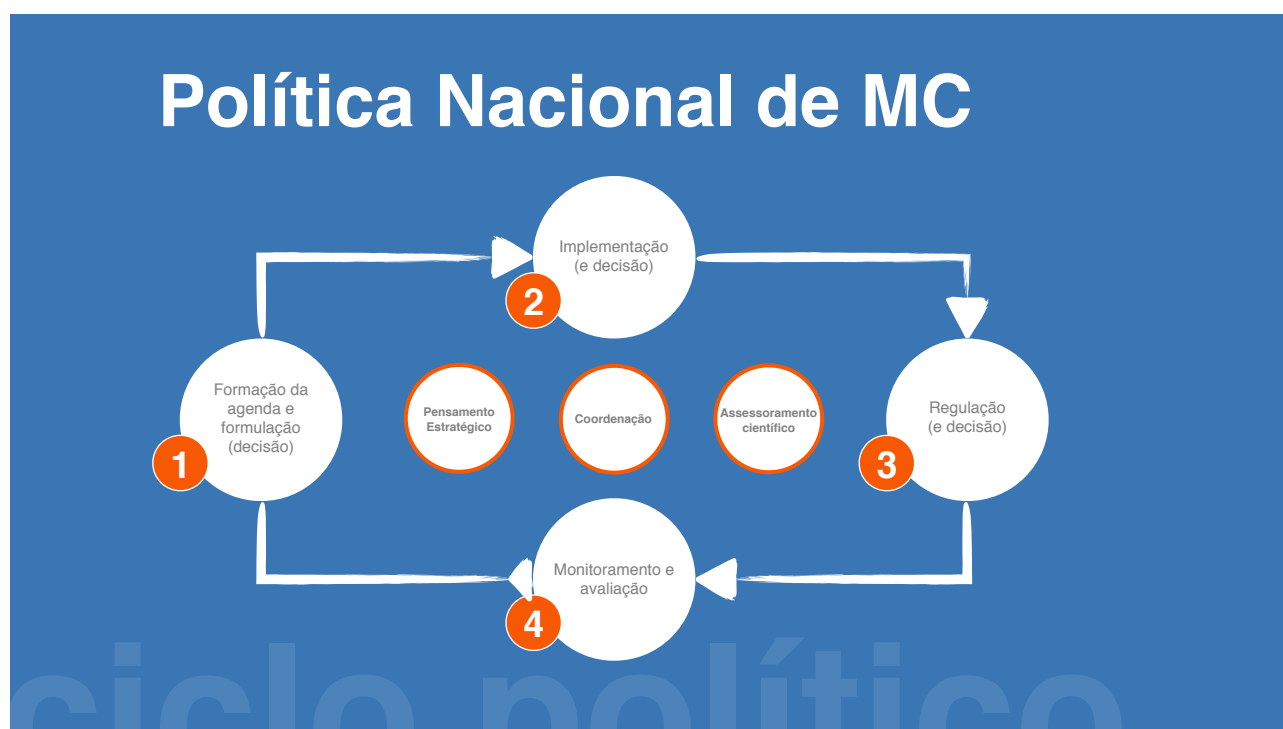 Política Nacional de MC
Implementação
(e decisão)
2
Formação da
agenda e
formulação
(decisão)
1
Pensamento
Estratégico
Coordenação
Assessoramento
científico
Regulação
(e decisão)
3
Monitoramento e
avaliação
4
ciclo político